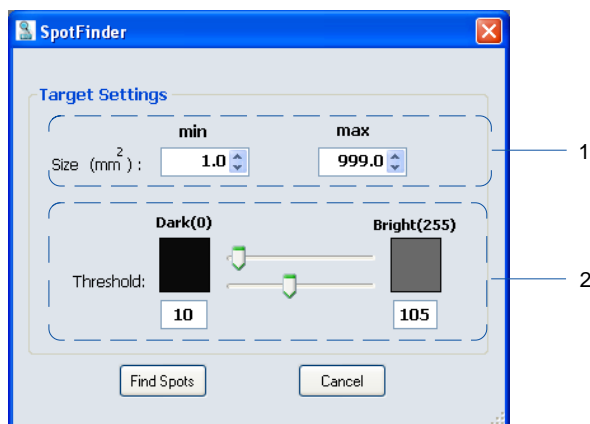 SpotFinder
Target Settings
min max
Size (mm2) : 1.0 999.0
1
Dark(0) Bright(255)
Threshold:
10 105
2
Find Spots Cancel